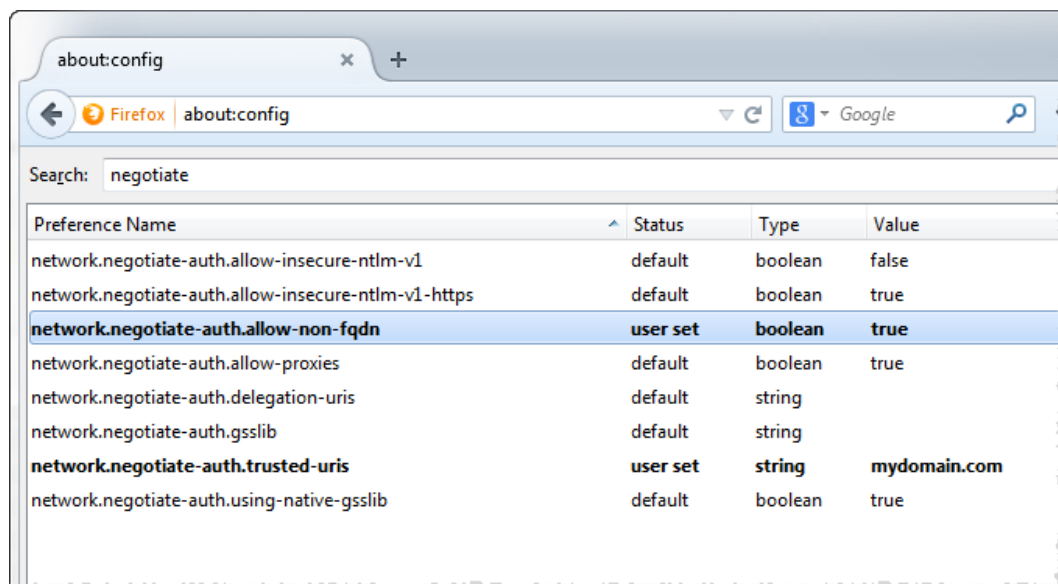 about:config
Firefox about:config Google
Search: negotiate
Preference Name Status Type Value
network.negotiate-auth.allow-insecure-ntlm-v1 default boolean false
network.negotiate-auth.allow-insecure-ntlm-v1-https default boolean true
network.negotiate-auth.allow-non-fqdn user set boolean true
network.negotiate-auth.allow-proxies default boolean true
network.negotiate-auth.delegation-uris default string
network.negotiate-auth.gsslib default string
network.negotiate-auth.trusted-uris user set string mydomain.com
network.negotiate-auth.using-native-gsslib default boolean true